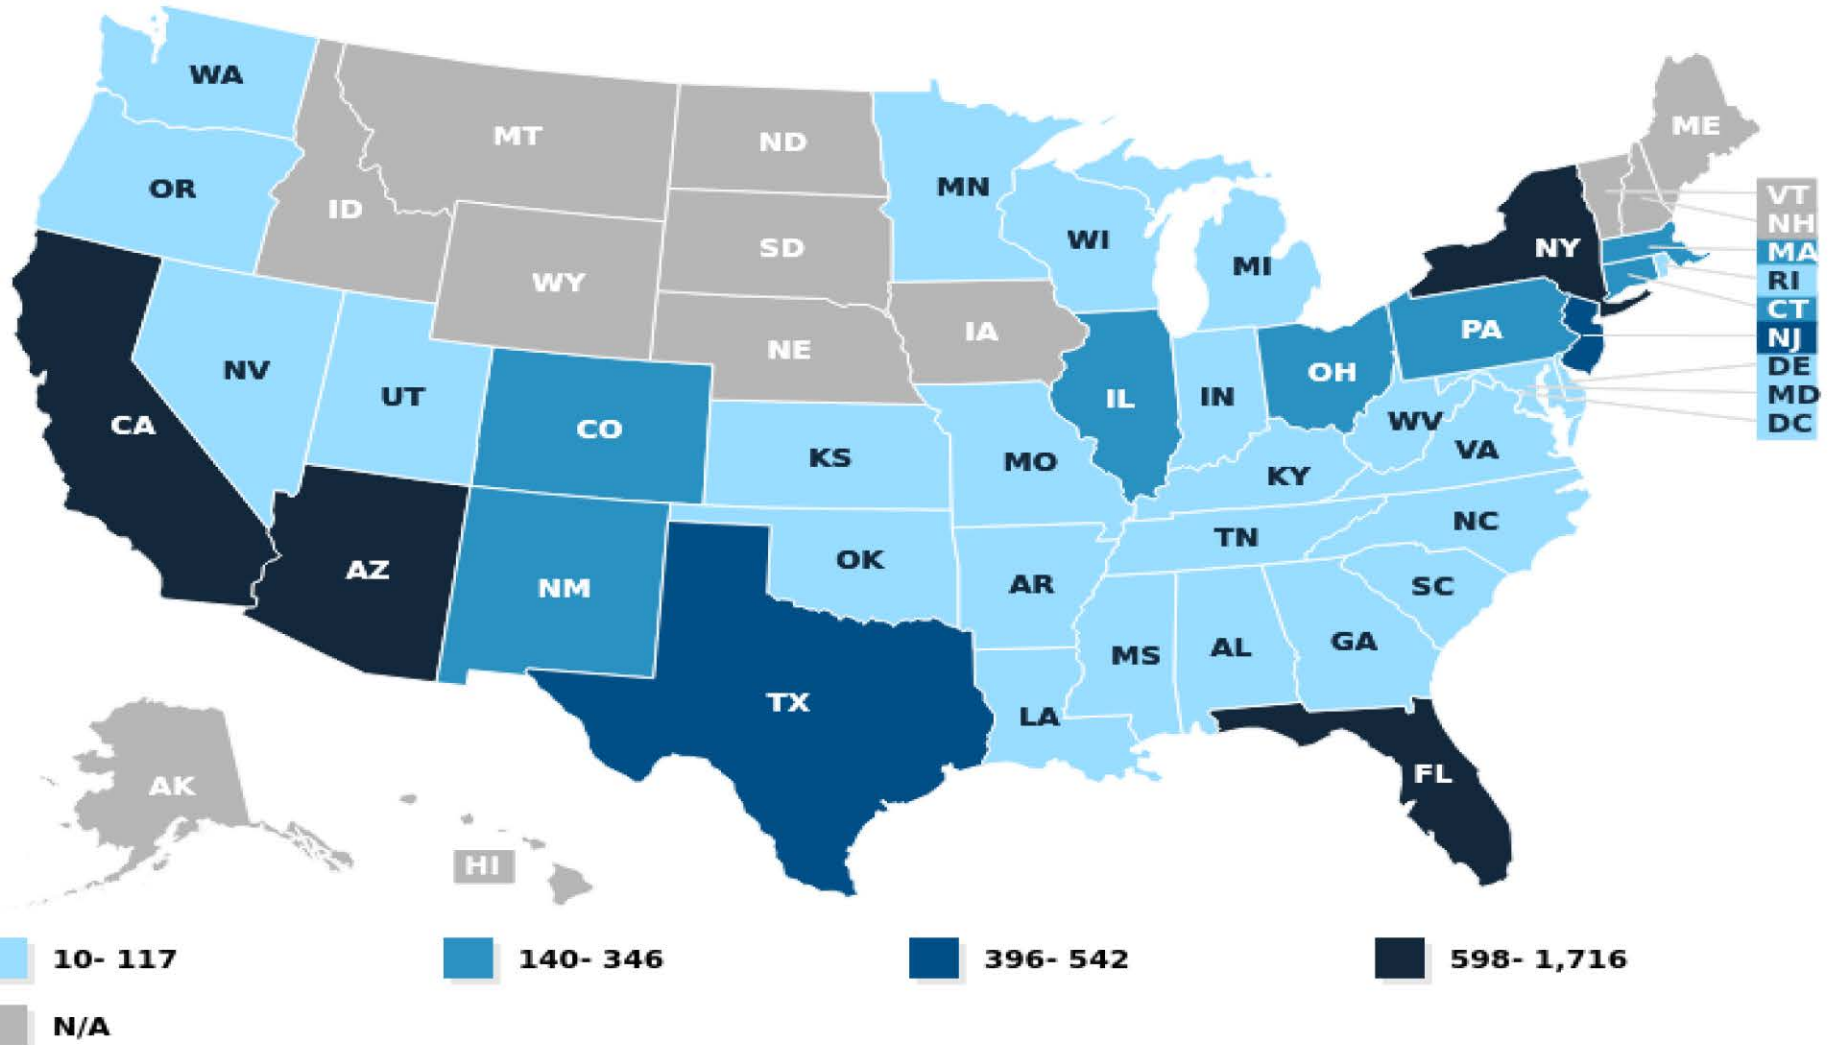 WA
MT
ND
ME
OR
ID
MN
VT
NH
SD
WI
NY
MA
WY
MI
RI
IA
CT
NE
PA
NJ
NV
UT
OH
DE
CO
IL
IN
MD
CA
WV
DC
KS
MO
KY
VA
AZ
NM
OK
TN
NC
AR
SC
MS
AL
GA
TX
LA
FL
AK
HI
10- 117
140- 346
396- 542
598- 1,716
N/A